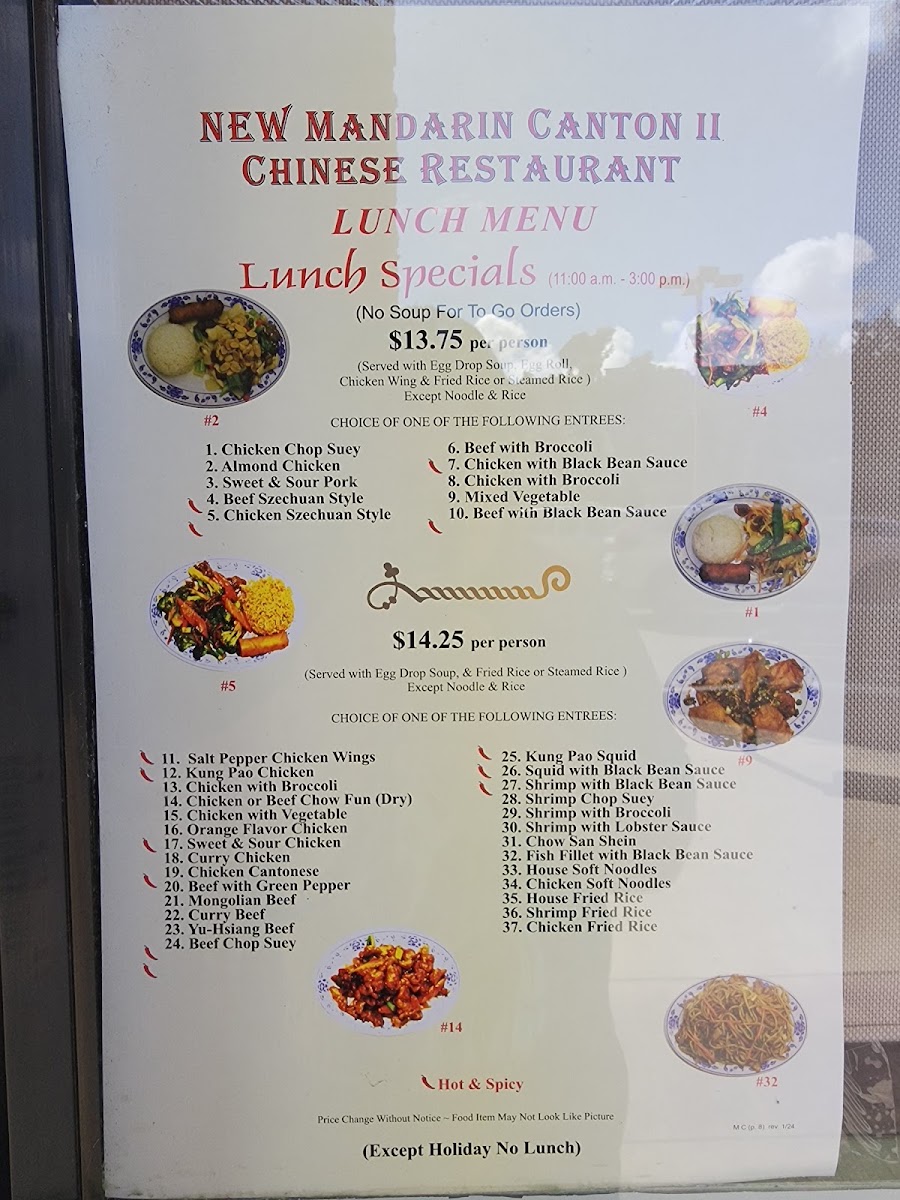 NEW MANDARIN CANTON II
CHINESE RESTAURANT
LUNCH MENU
Lunch Specials (11:00 a.m. - 3:00 p.m.)
(No Soup For To Go Orders)
$13.75 per person
(Served with Egg Drop Soup, Egg Roll,
Chicken Wing & Fried Rice or Steamed Rice )
Except Noodle & Rice
#2
#4
CHOICE OF ONE OF THE FOLLOWING ENTREES:
1. Chicken Chop Suey
2. Almond Chicken
3. Sweet & Sour Pork
4. Beef Szechuan Style
5. Chicken Szechuan Style
6. Beef with Broccoli
7. Chicken with Black Bean Sauce
8. Chicken with Broccoli
9. Mixed Vegetable
10. Beef with Black Bean Sauce
#1
$14.25 per person
(Served with Egg Drop Soup, & Fried Rice or Steamed Rice )
Except Noodle & Rice
#5
CHOICE OF ONE OF THE FOLLOWING ENTREES:
#9
11. Salt Pepper Chicken Wings
12. Kung Pao Chicken
13. Chicken with Broccoli
14. Chicken or Beef Chow Fun (Dry)
15. Chicken with Vegetable
16. Orange Flavor Chicken
17. Sweet & Sour Chicken
18. Curry Chicken
19. Chicken Cantonese
20. Beef with Green Pepper
21. Mongolian Beef
22. Curry Beef
23. Yu-Hsiang Beef
24. Beef Chop Suey
25. Kung Pao Squid
26. Squid with Black Bean Sauce
27. Shrimp with Black Bean Sauce
28. Shrimp Chop Suey
29. Shrimp with Broccoli
30. Shrimp with Lobster Sauce
31. Chow San Shein
32. Fish Fillet with Black Bean Sauce
33. House Soft Noodles
34. Chicken Soft Noodles
35. House Fried Rice
36. Shrimp Fried Rice
37. Chicken Fried Rice
#14
#32
Hot & Spicy
Price Change Without Notice ~ Food Item May Not Look Like Picture
M C (p. 8) rev. 1/24
(Except Holiday No Lunch)